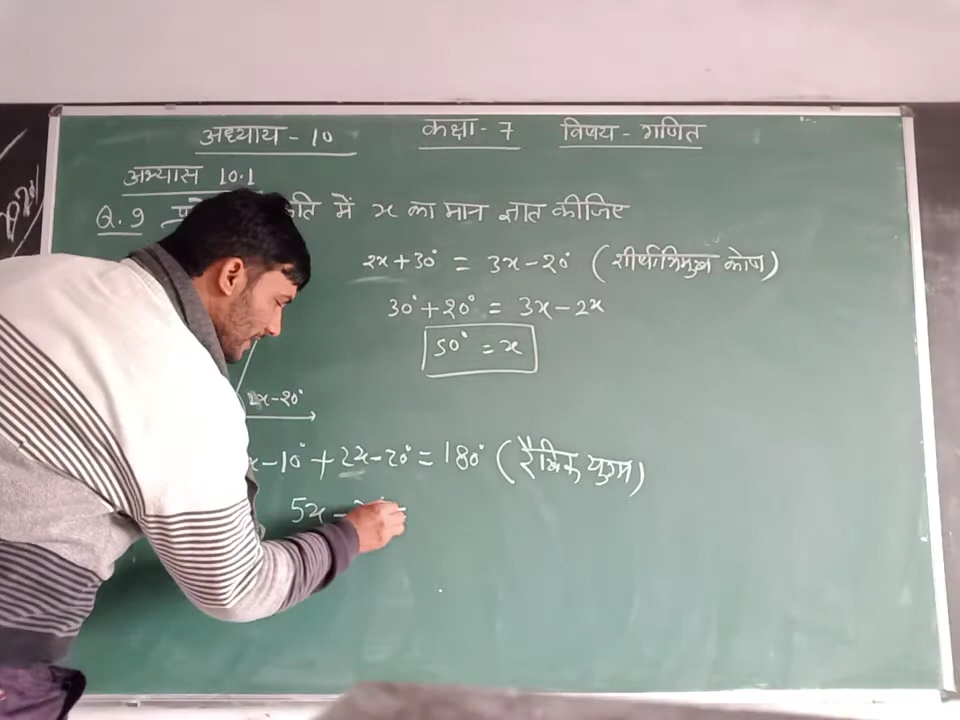 अध्याय - 10 कक्षा - 7 विषय - गणित
अभ्यास 10.1
Q. 9 में x का मान ज्ञात कीजिए
2x + 30° = 3x - 20° (शीर्षाभिमुख कोण)
30° + 20° = 3x - 2x
50° = x
2x - 20°
x - 10° + 2x - 20° = 180° (रैखिक युग्म)
5x -